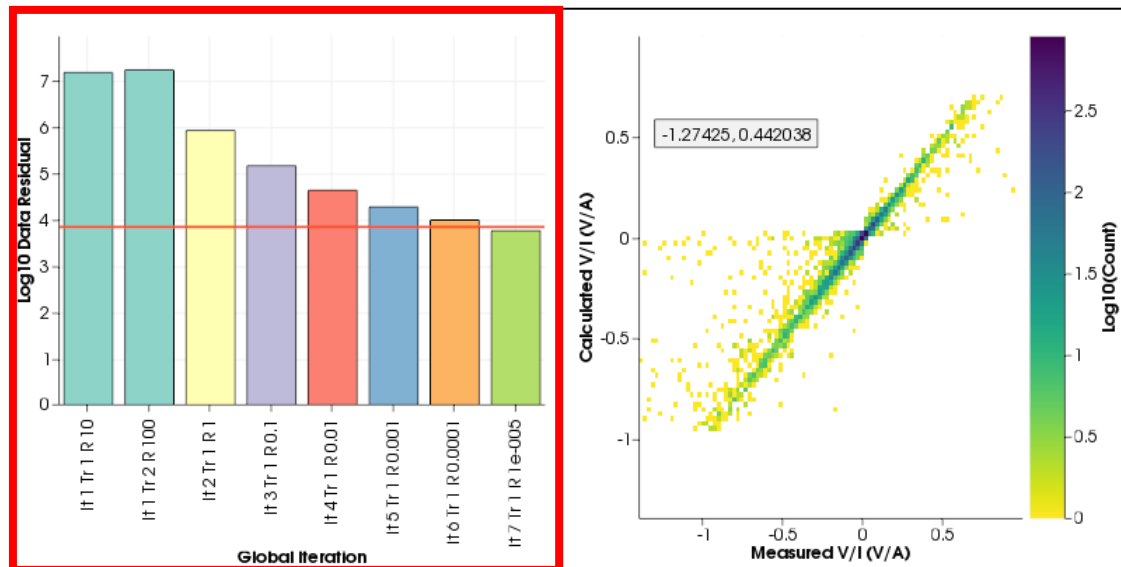 Log10 Data Residual
7
6
5
4
3
2
1
0
It 1 Tr 1 R 10
It 1 Tr 2 R 100
It 2 Tr 1 R 1
It 3 Tr 1 R 0.1
It 4 Tr 1 R 0.01
It 5 Tr 1 R 0.001
It 6 Tr 1 R 0.0001
It 7 Tr 1 R 1e-005
Global Iteration
Calculated V/I (V/A)
0.5
0
-0.5
-1
-1.27425, 0.442038
-1
-0.5
0
0.5
Measured V/I (V/A)
2.5
2
1.5
1
0.5
0
Log10(Count)